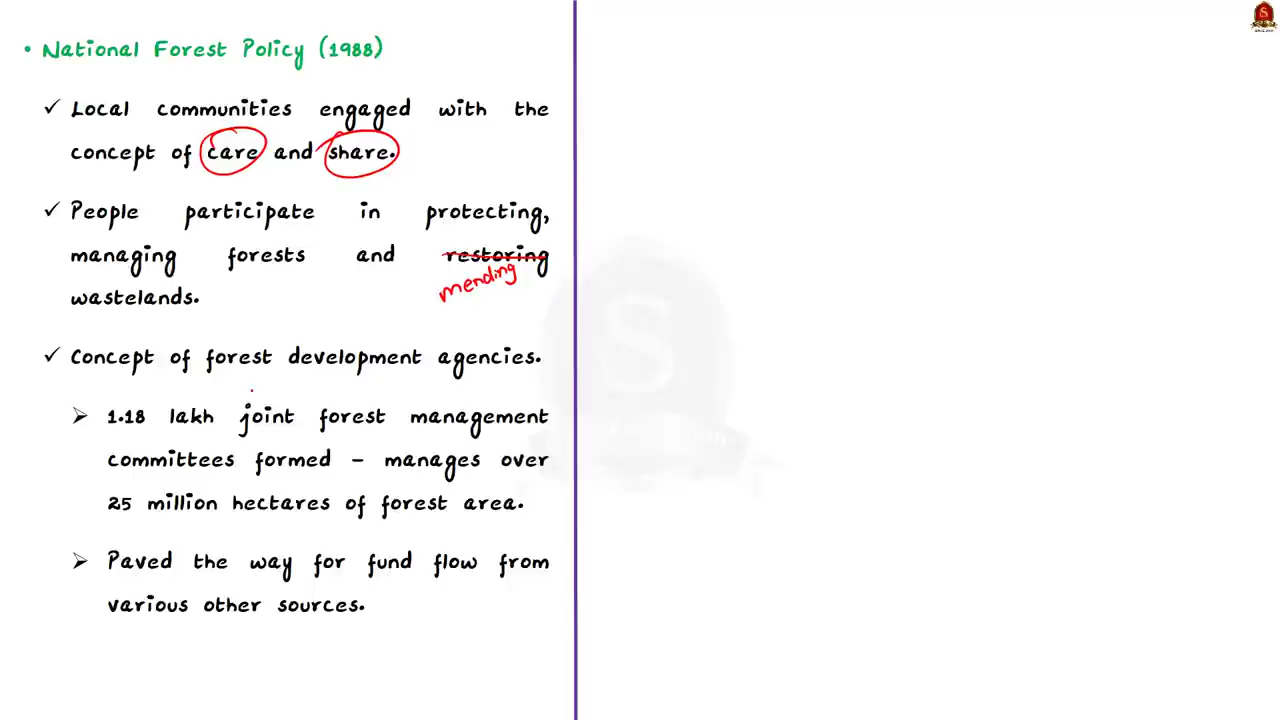 • National Forest Policy (1988)
✓ Local communities engaged with the
concept of care and share.
✓ People participate in protecting,
managing forests and restoring
mending
wastelands.
✓ Concept of forest development agencies.
➢ 1.18 lakh joint forest management
committees formed – manages over
25 million hectares of forest area.
➢ Paved the way for fund flow from
various other sources.
S
S